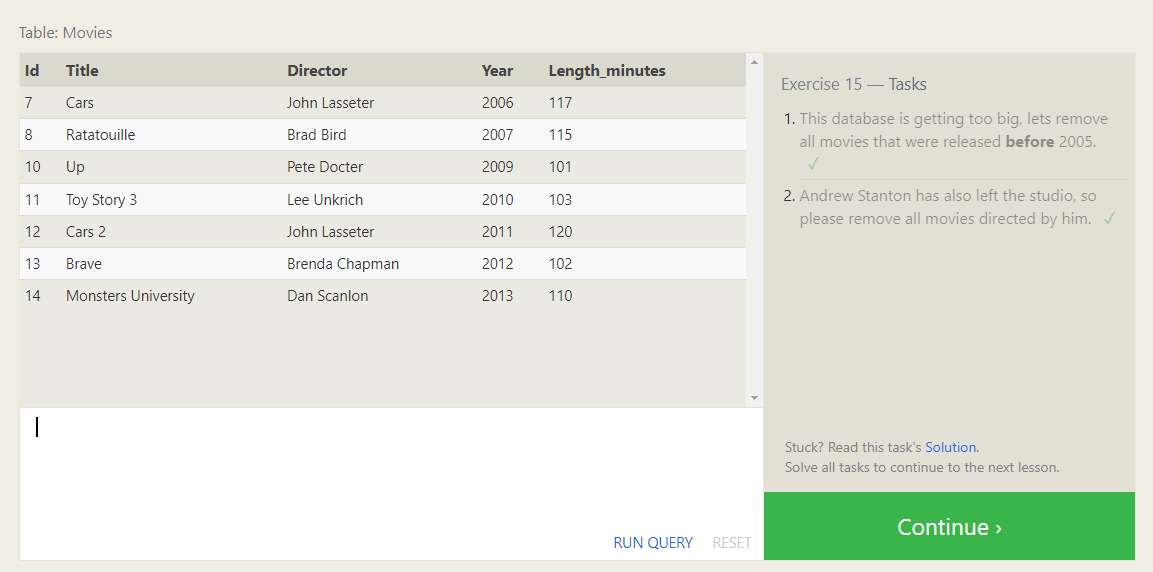 Table: Movies
Id Title Director Year Length_minutes
7 Cars John Lasseter 2006 117
8 Ratatouille Brad Bird 2007 115
10 Up Pete Docter 2009 101
11 Toy Story 3 Lee Unkrich 2010 103
12 Cars 2 John Lasseter 2011 120
13 Brave Brenda Chapman 2012 102
14 Monsters University Dan Scanlon 2013 110
RUN QUERY RESET
Exercise 15 — Tasks
1. This database is getting too big, lets remove
all movies that were released before 2005.
✓
2. Andrew Stanton has also left the studio, so
please remove all movies directed by him. ✓
Stuck? Read this task's Solution.
Solve all tasks to continue to the next lesson.
Continue ›